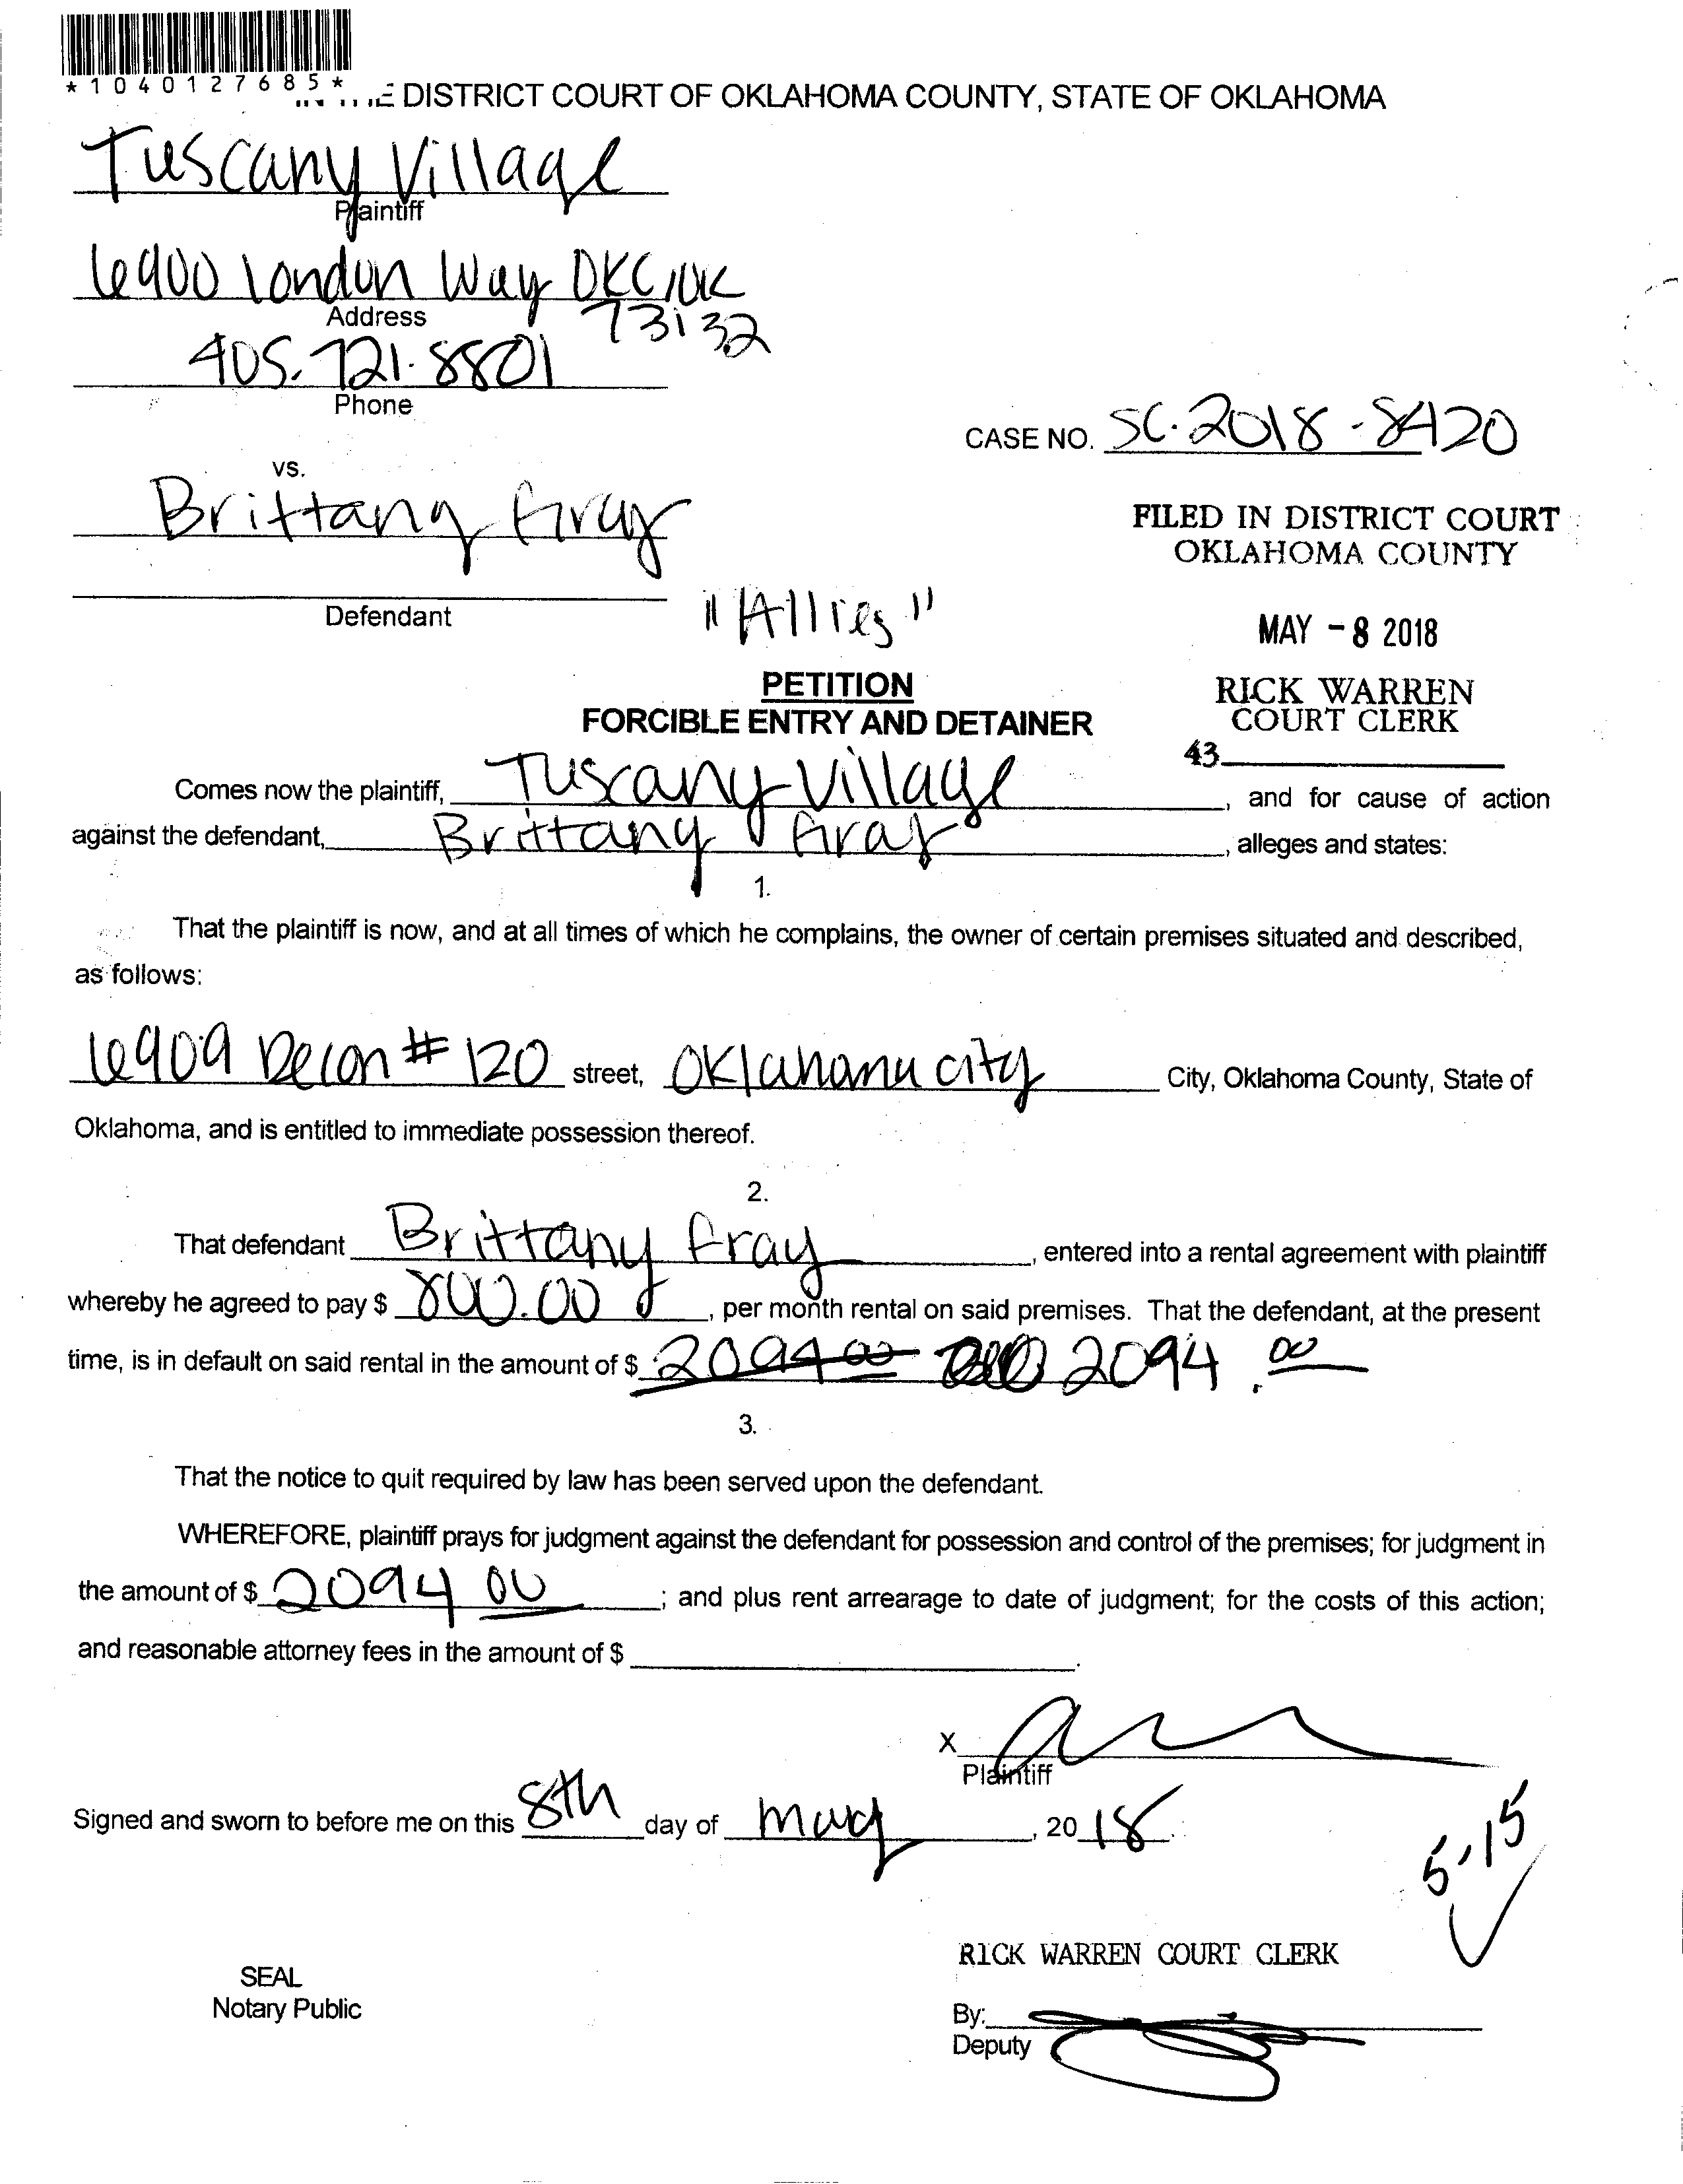 *1040127685*
DISTRICT COURT OF OKLAHOMA COUNTY, STATE OF OKLAHOMA
Tuscany Village
Plaintiff
6900 London Way OKC, OK
Address
73132
405.721.8801
Phone
CASE NO. SC-2018-8420
vs.
Brittany
FILED IN DISTRICT COURT
OKLAHOMA COUNTY
Defendant
"Allies"
MAY -8 2018
PETITION
RICK WARREN
FORCIBLE ENTRY AND DETAINER
COURT CLERK
43
Comes now the plaintiff, Tuscany Village, and for cause of action
against the defendant, Brittany, alleges and states:
1.
That the plaintiff is now, and at all times of which he complains, the owner of certain premises situated and described,
as follows:
6909 #120 street, Oklahoma city City, Oklahoma County, State of
Oklahoma, and is entitled to immediate possession thereof.
2.
That defendant Brittany, entered into a rental agreement with plaintiff
whereby he agreed to pay $ 800.00, per month rental on said premises. That the defendant, at the present
time, is in default on said rental in the amount of $ 2094 00 2094.00
3.
That the notice to quit required by law has been served upon the defendant.
WHEREFORE, plaintiff prays for judgment against the defendant for possession and control of the premises; for judgment in
the amount of $ 2094 00; and plus rent arrearage to date of judgment; for the costs of this action;
and reasonable attorney fees in the amount of $
X
Plaintiff
Signed and sworn to before me on this 8th day of May, 2018.
5-15
RICK WARREN COURT CLERK
SEAL
Notary Public
By:
Deputy